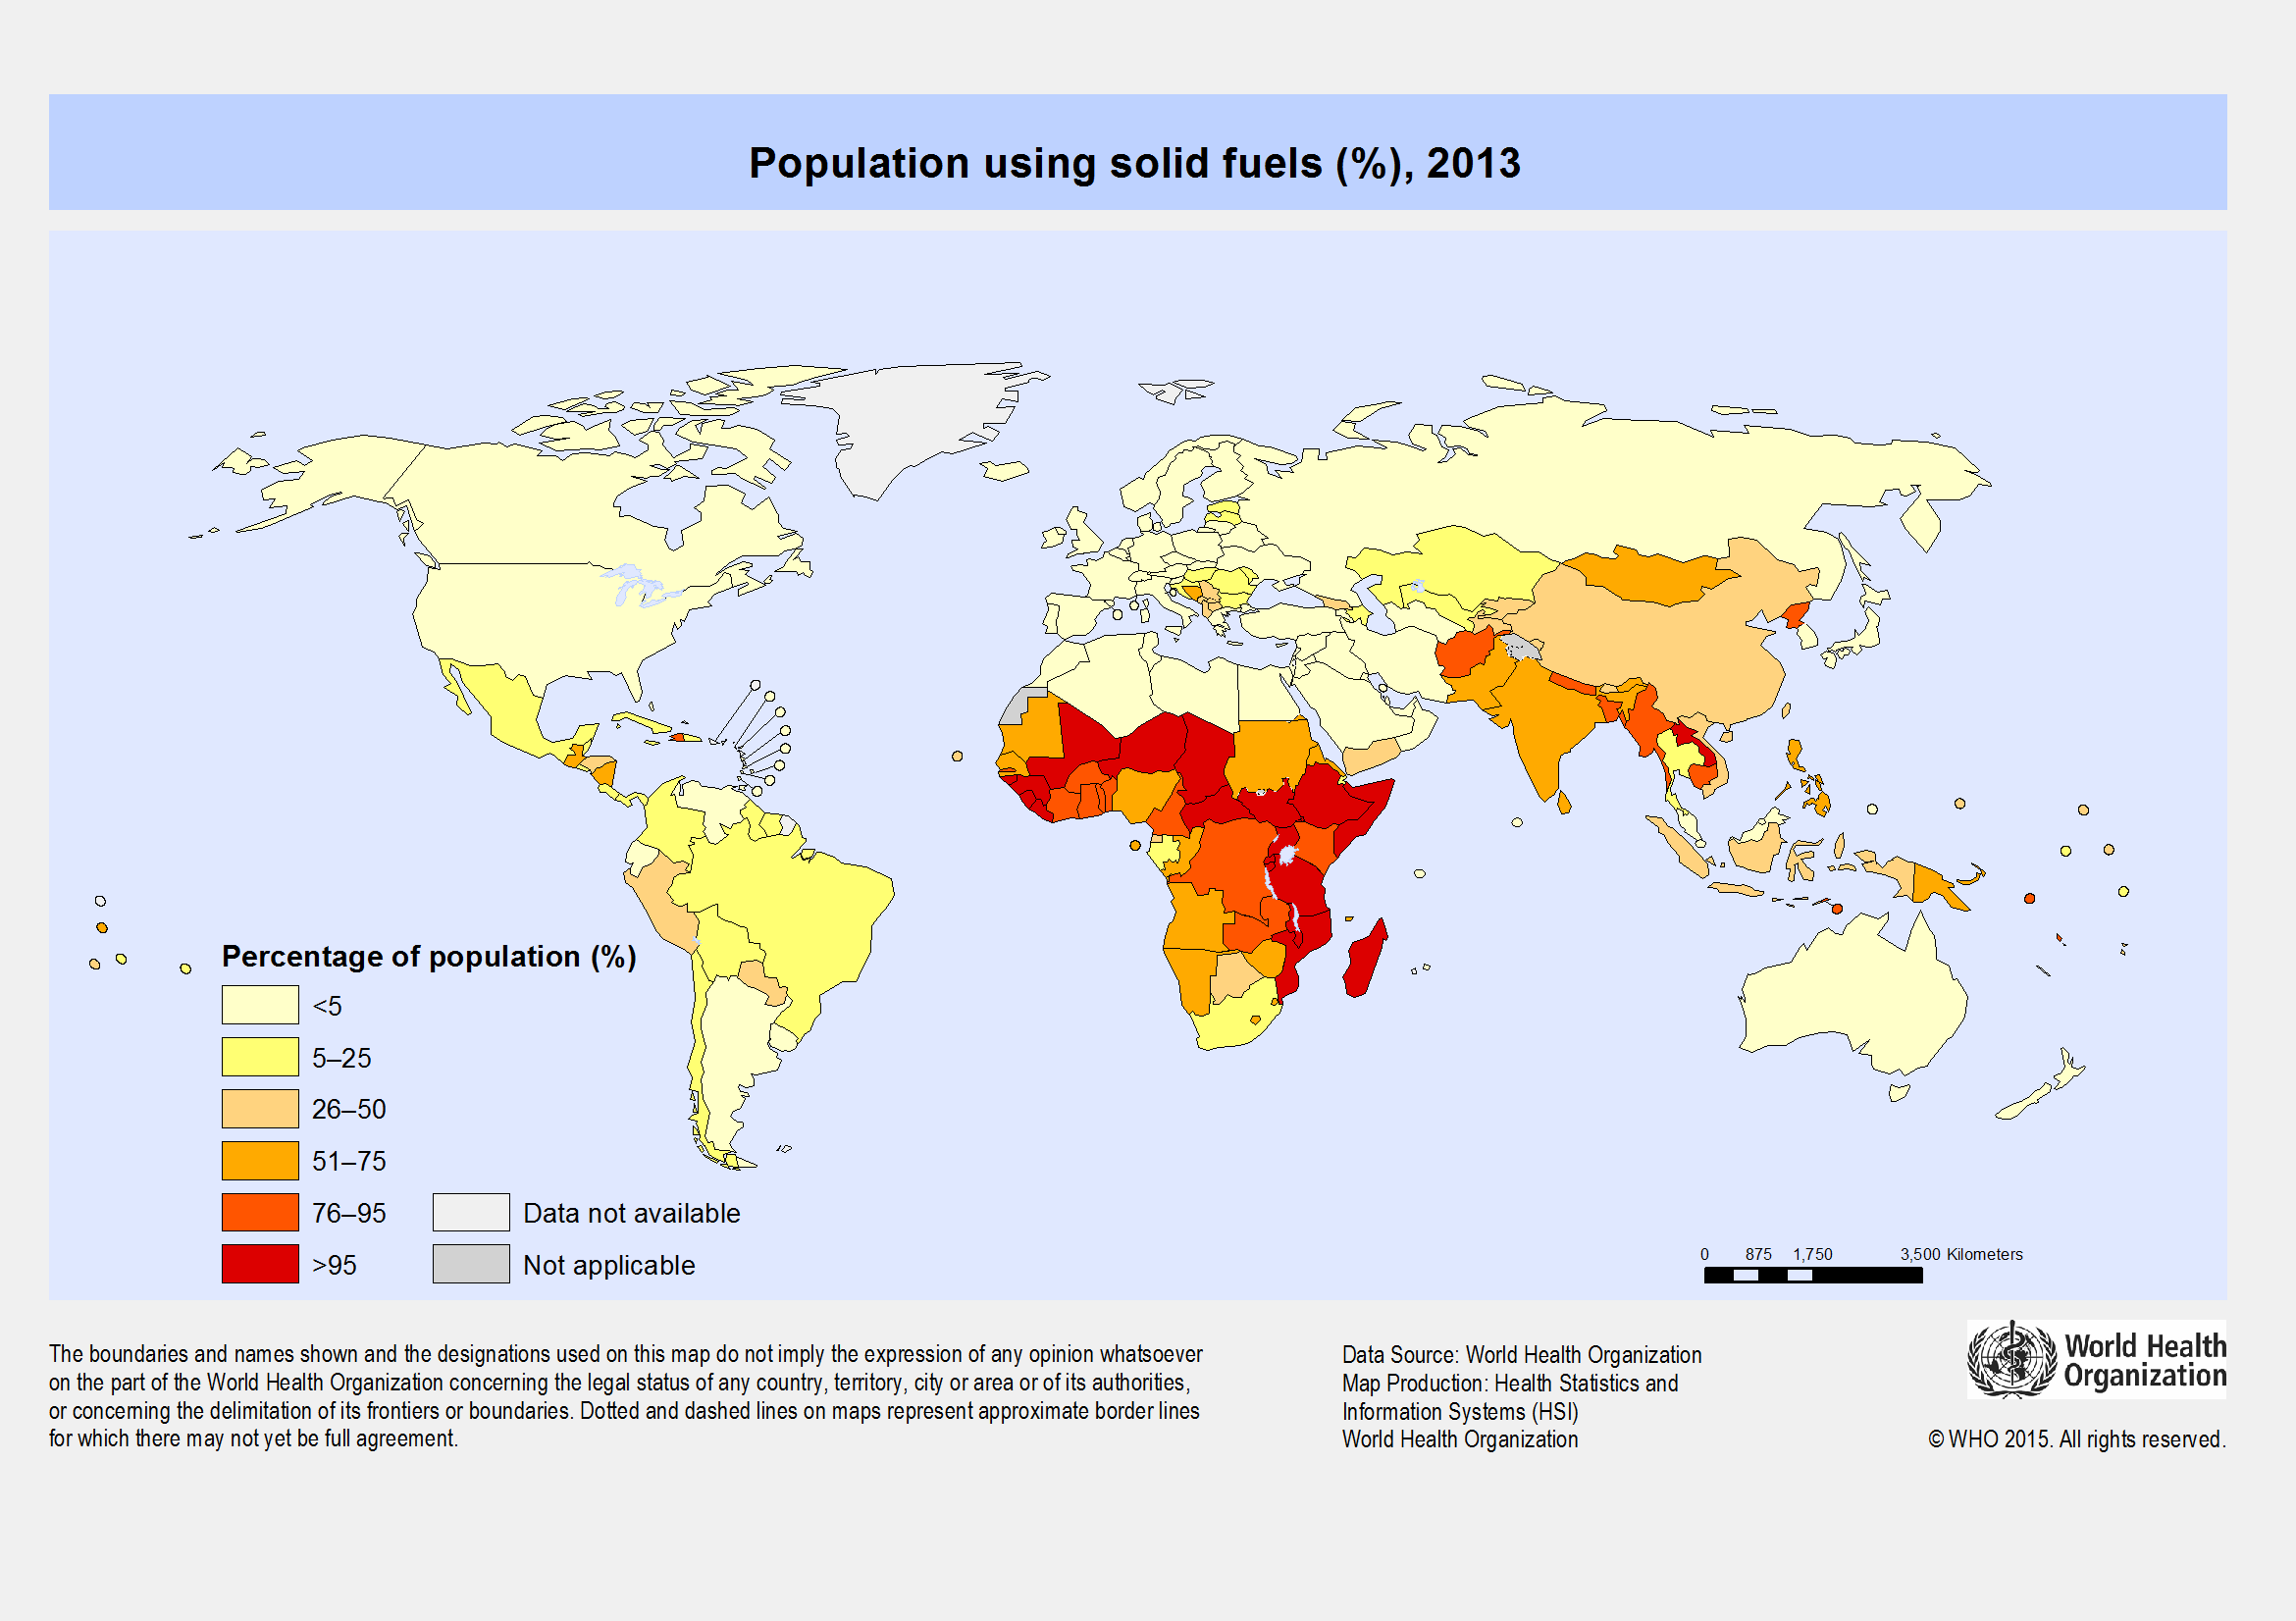 Population using solid fuels (%), 2013
Percentage of population (%)
<5
5–25
26–50
51–75
76–95
>95
Data not available
Not applicable
0 875 1,750 3,500 Kilometers
The boundaries and names shown and the designations used on this map do not imply the expression of any opinion whatsoever
on the part of the World Health Organization concerning the legal status of any country, territory, city or area or of its authorities,
or concerning the delimitation of its frontiers or boundaries. Dotted and dashed lines on maps represent approximate border lines
for which there may not yet be full agreement.
Data Source: World Health Organization
Map Production: Health Statistics and
Information Systems (HSI)
World Health Organization
World Health
Organization
© WHO 2015. All rights reserved.